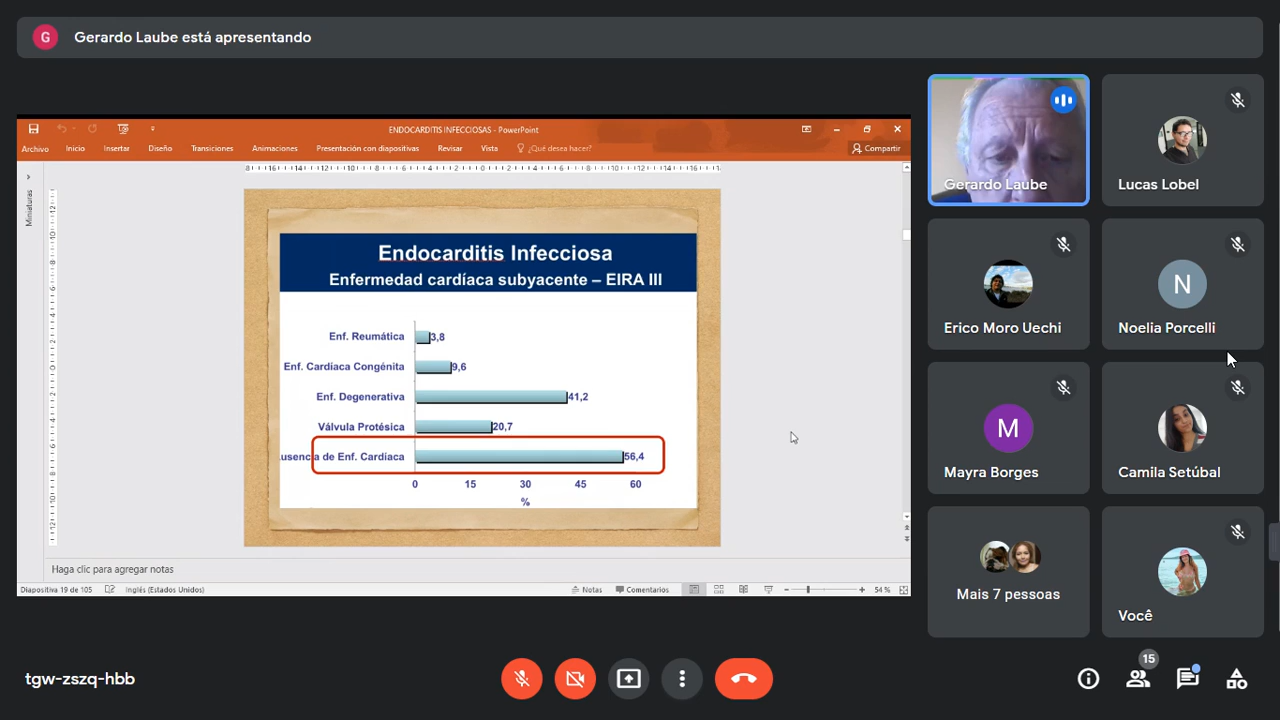 G
Gerardo Laube está apresentando
ENDOCARDITIS INFECCIOSAS - PowerPoint
Archivo Inicio Insertar Diseño Transiciones Animaciones Presentación con diapositivas Revisar Vista ¿Qué desea hacer? Compartir
Miniaturas
Endocarditis Infecciosa
Enfermedad cardíaca subyacente – EIRA III
Enf. Reumática 3,8
Enf. Cardíaca Congénita 9,6
Enf. Degenerativa 41,2
Válvula Protésica 20,7
usencia de Enf. Cardíaca 56,4
0 15 30 45 60
%
Haga clic para agregar notas
Diapositiva 19 de 105 Inglés (Estados Unidos) Notas Comentarios 54 %
Gerardo Laube
Lucas Lobel
Erico Moro Uechi
N
Noelia Porcelli
M
Mayra Borges
Camila Setúbal
Mais 7 pessoas
Você
tgw-zszq-hbb
15